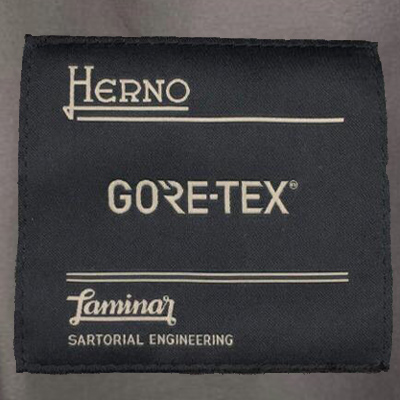 HERNO
GORE-TEX®
Laminar
SARTORIAL ENGINEERING